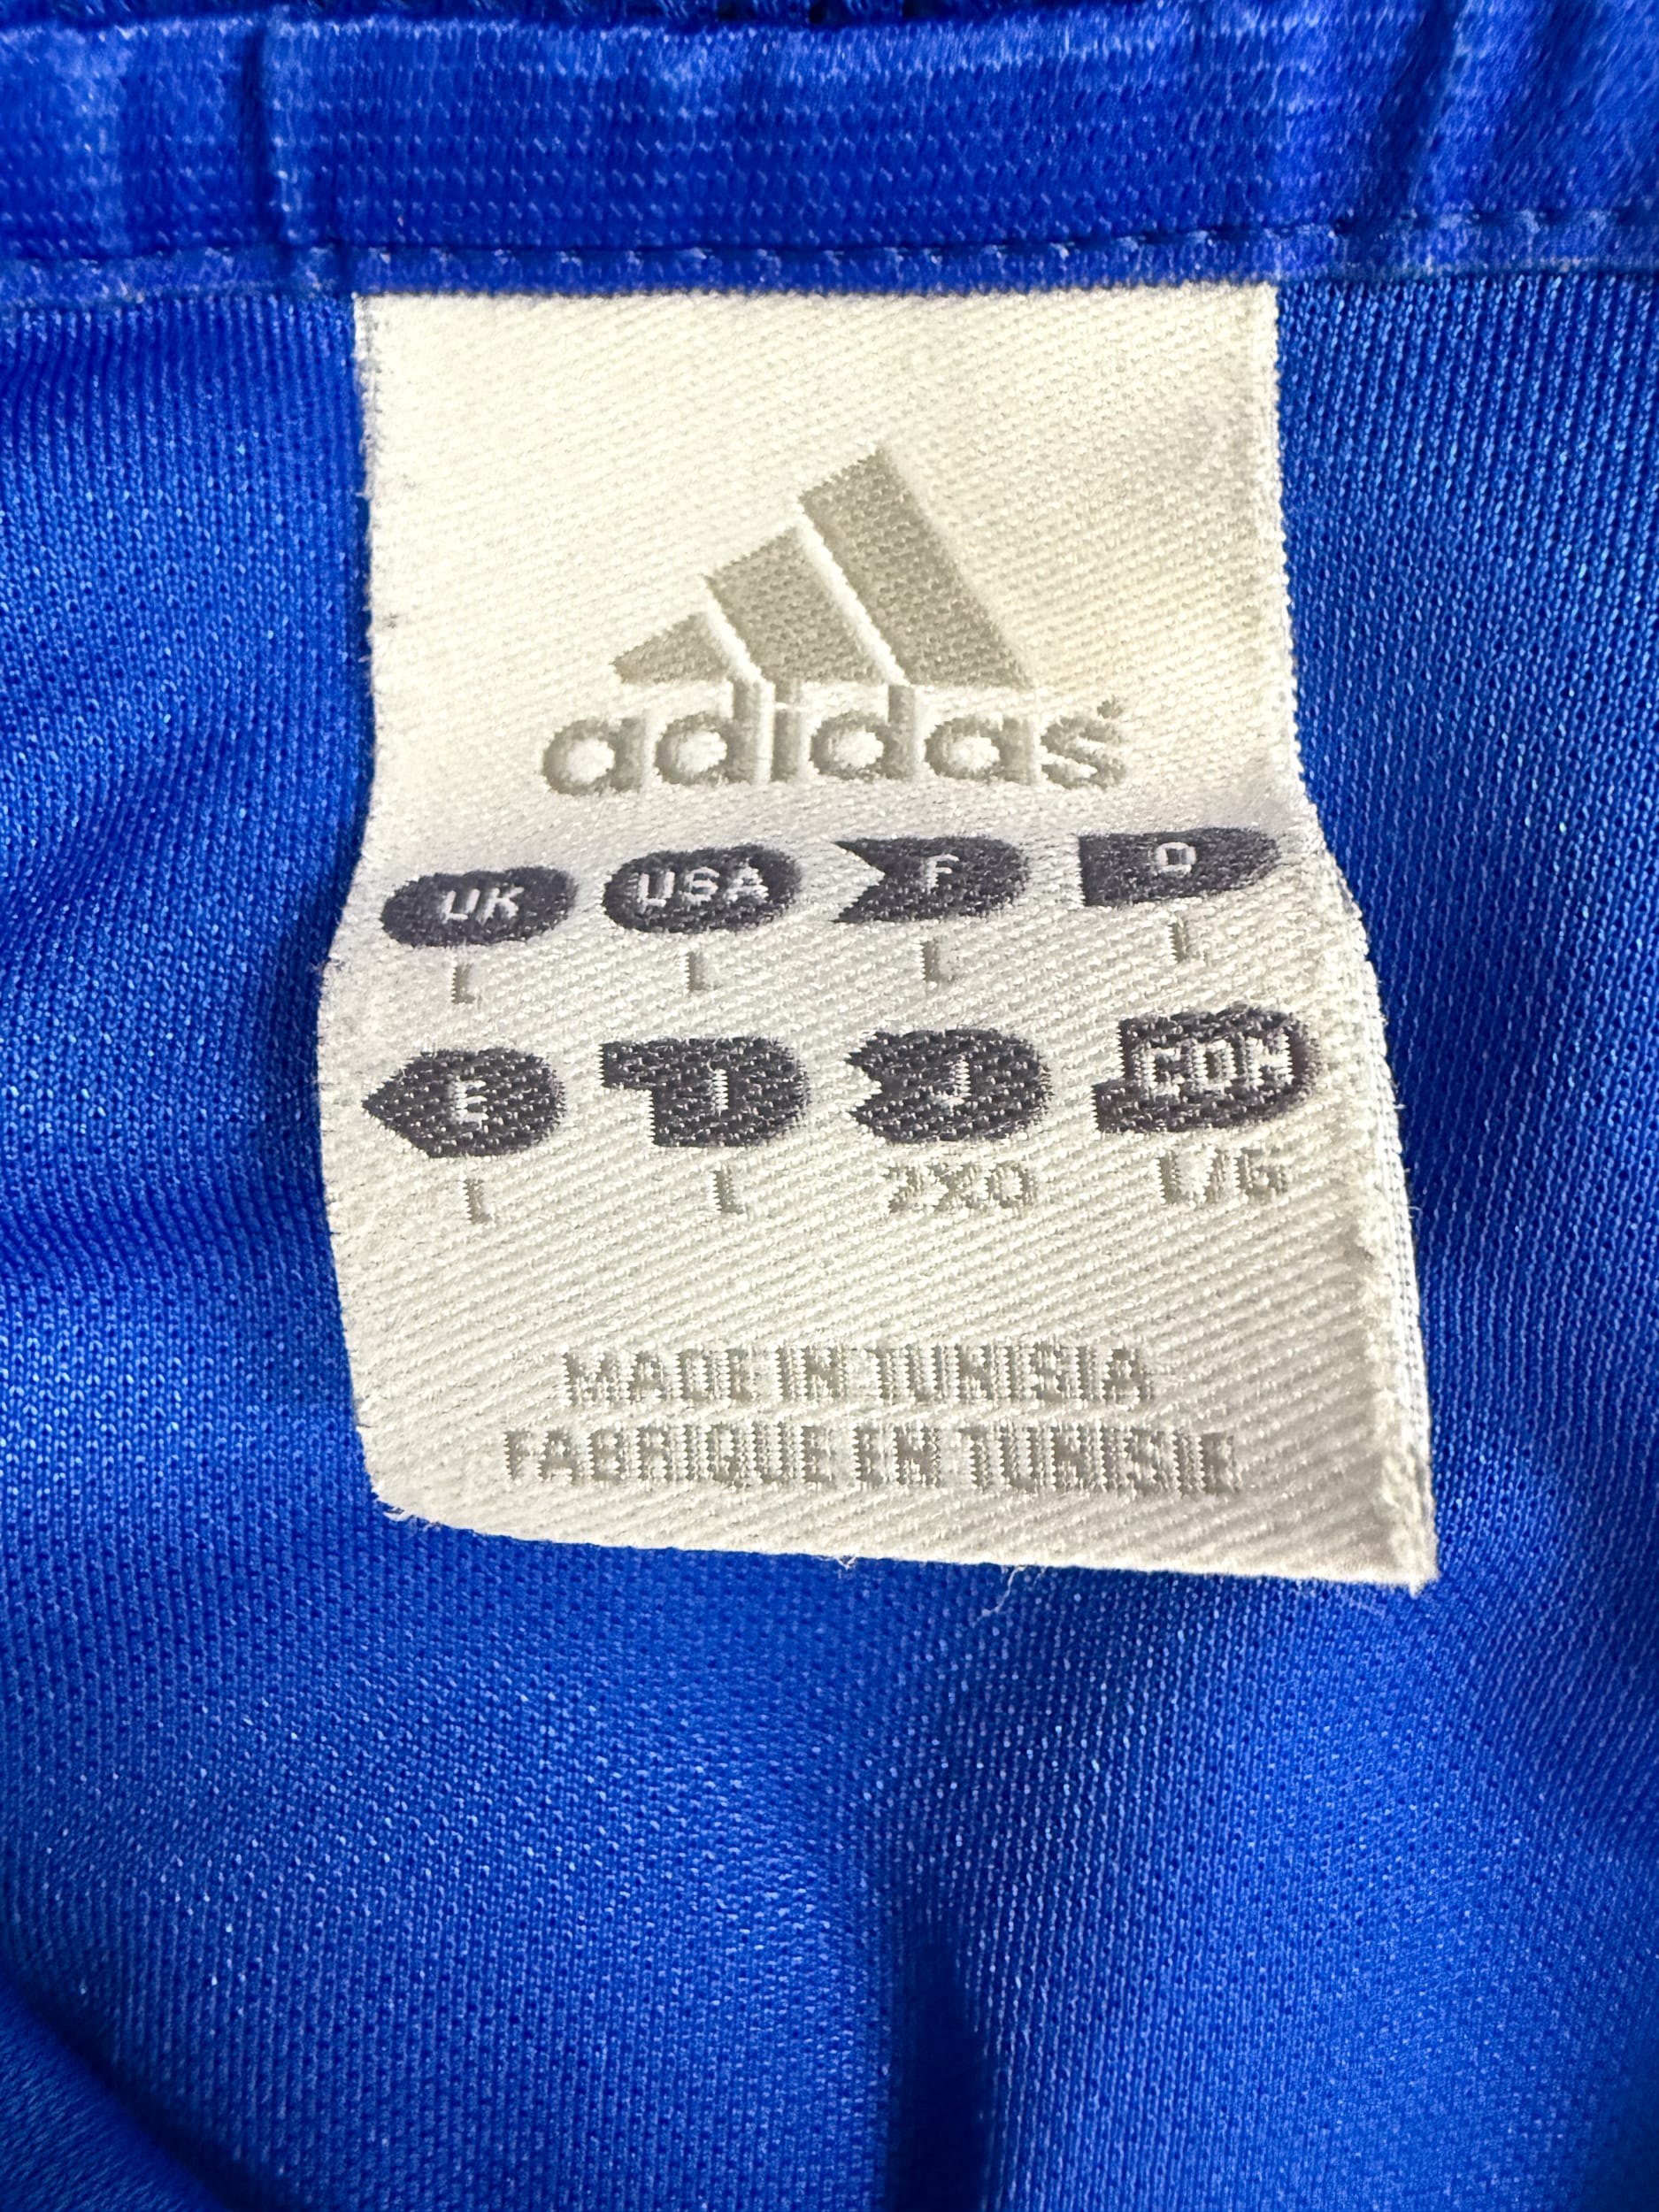 adidas
UK USA F D
L L L L
E I J CDN
L L 2XO L/G
MADE IN TUNISIA
FABRIQUE EN TUNISIE